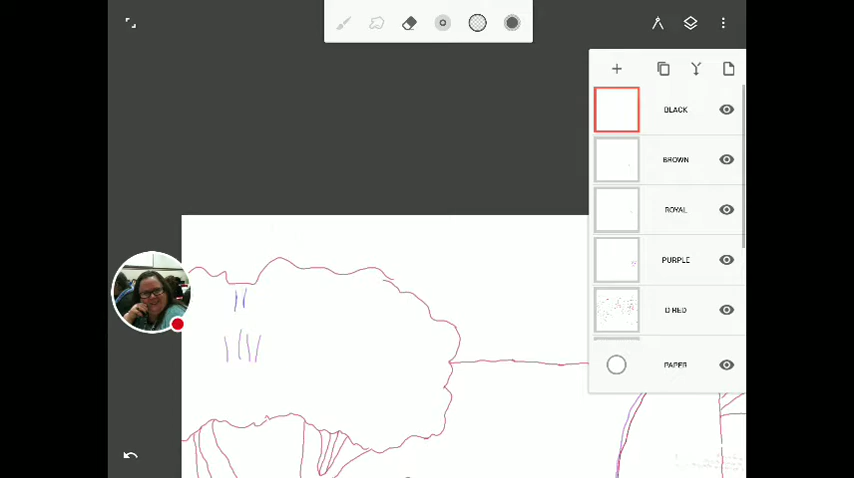 BLACK
BROWN
ROYAL
PURPLE
D RED
PAPER